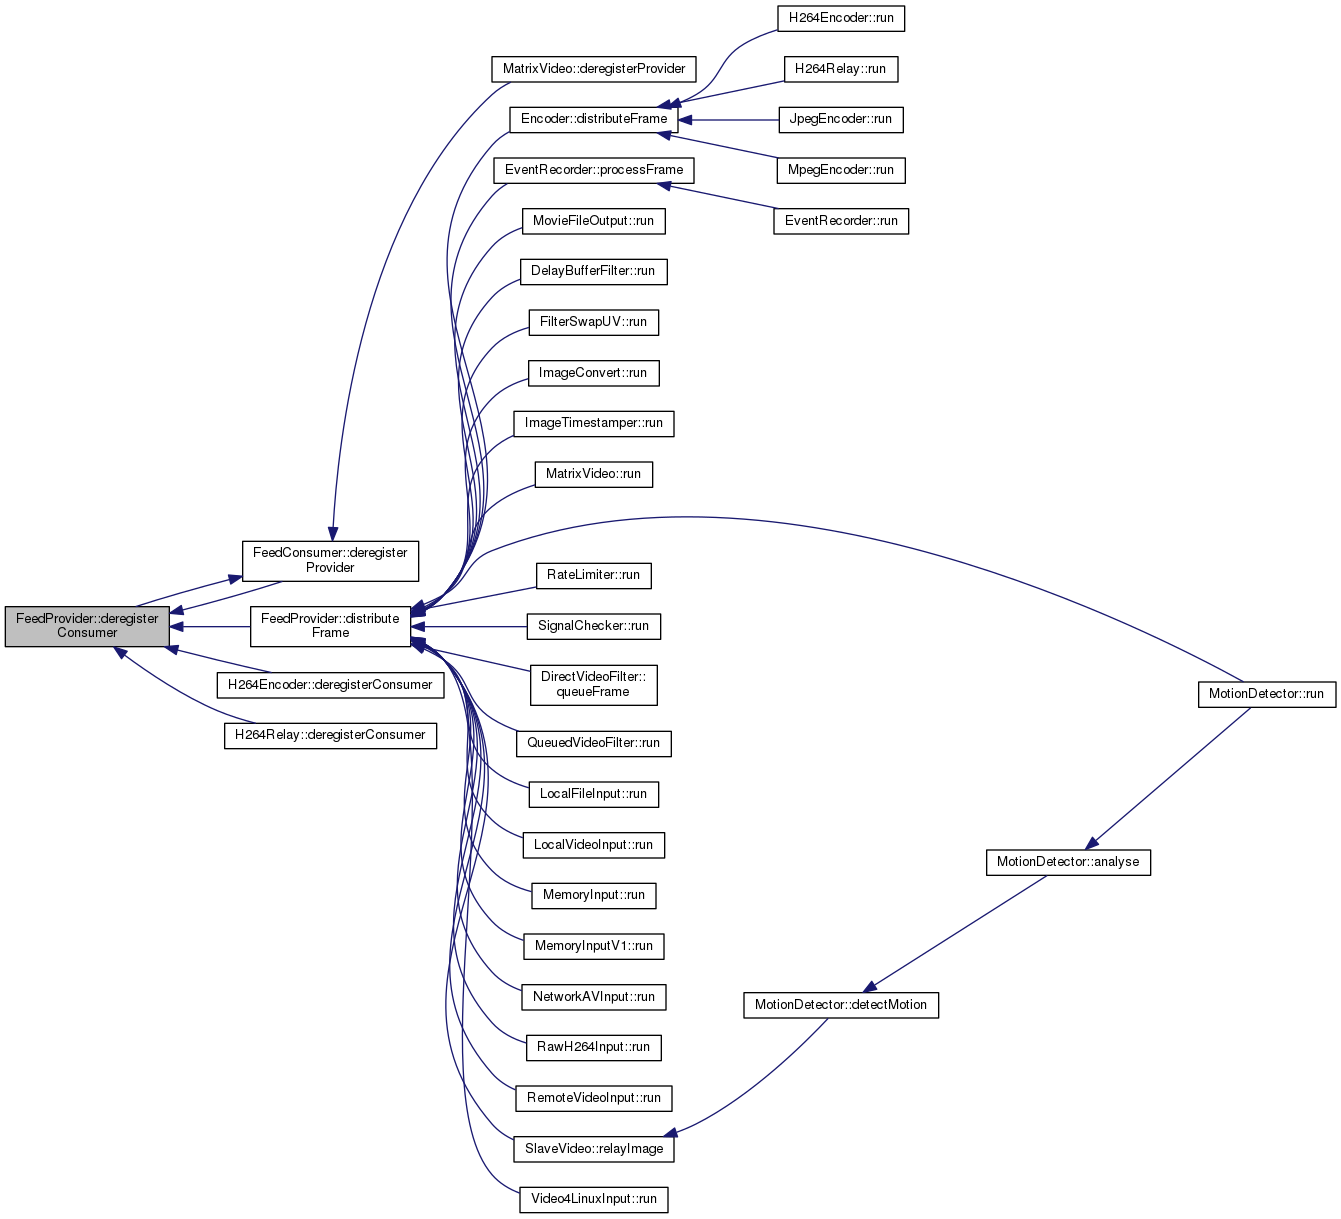 H264Encoder::run
MatrixVideo::deregisterProvider
H264Relay::run
Encoder::distributeFrame
JpegEncoder::run
EventRecorder::processFrame
MpegEncoder::run
MovieFileOutput::run
EventRecorder::run
DelayBufferFilter::run
FilterSwapUV::run
ImageConvert::run
ImageTimestamper::run
MatrixVideo::run
FeedConsumer::deregister
Provider
RateLimiter::run
FeedProvider::deregister
Consumer
FeedProvider::distribute
Frame
SignalChecker::run
H264Encoder::deregisterConsumer
DirectVideoFilter::
queueFrame
MotionDetector::run
H264Relay::deregisterConsumer
QueuedVideoFilter::run
LocalFileInput::run
LocalVideoInput::run
MotionDetector::analyse
MemoryInput::run
MemoryInputV1::run
NetworkAVInput::run
MotionDetector::detectMotion
RawH264Input::run
RemoteVideoInput::run
SlaveVideo::relayImage
Video4LinuxInput::run